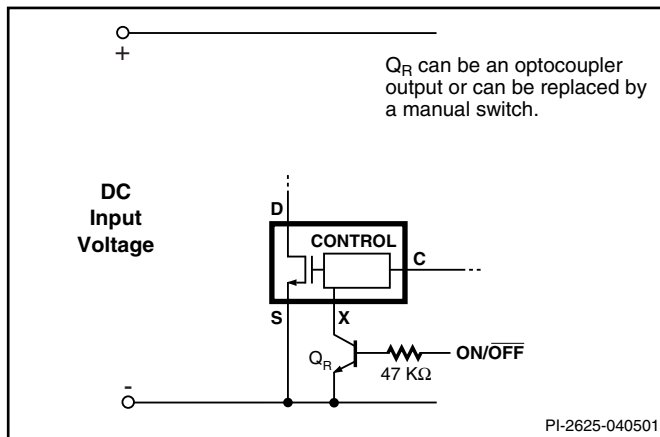 +
Q_R can be an optocoupler
output or can be replaced by
a manual switch.
DC
Input
Voltage
D
CONTROL
C
S
X
Q_R
ON/O̅F̅F̅
47 KΩ
-
PI-2625-040501